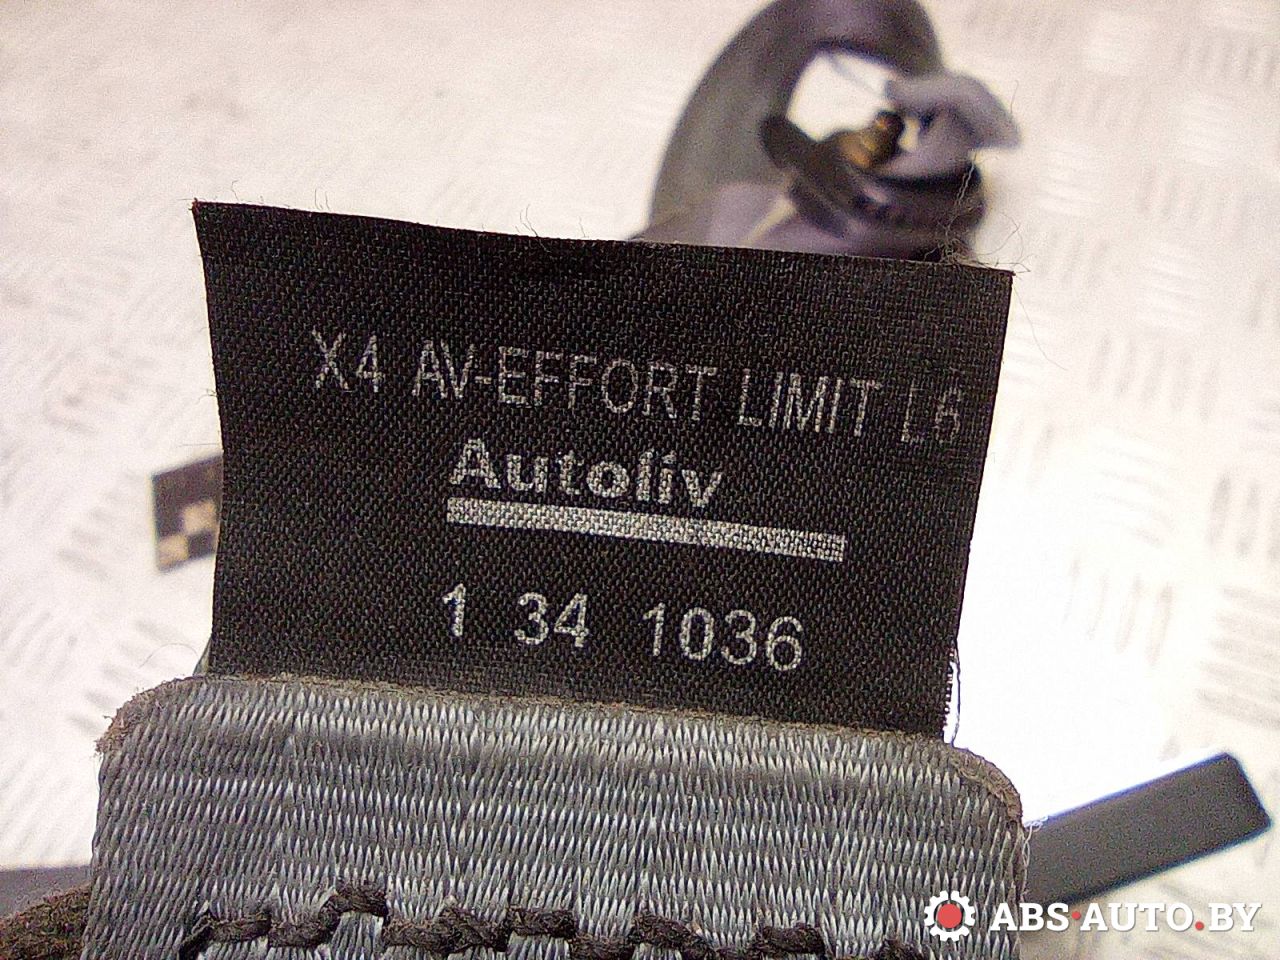 X4 AV-EFFORT LIMIT L6
Autoliv
1 34 1036
ABS-AUTO.BY